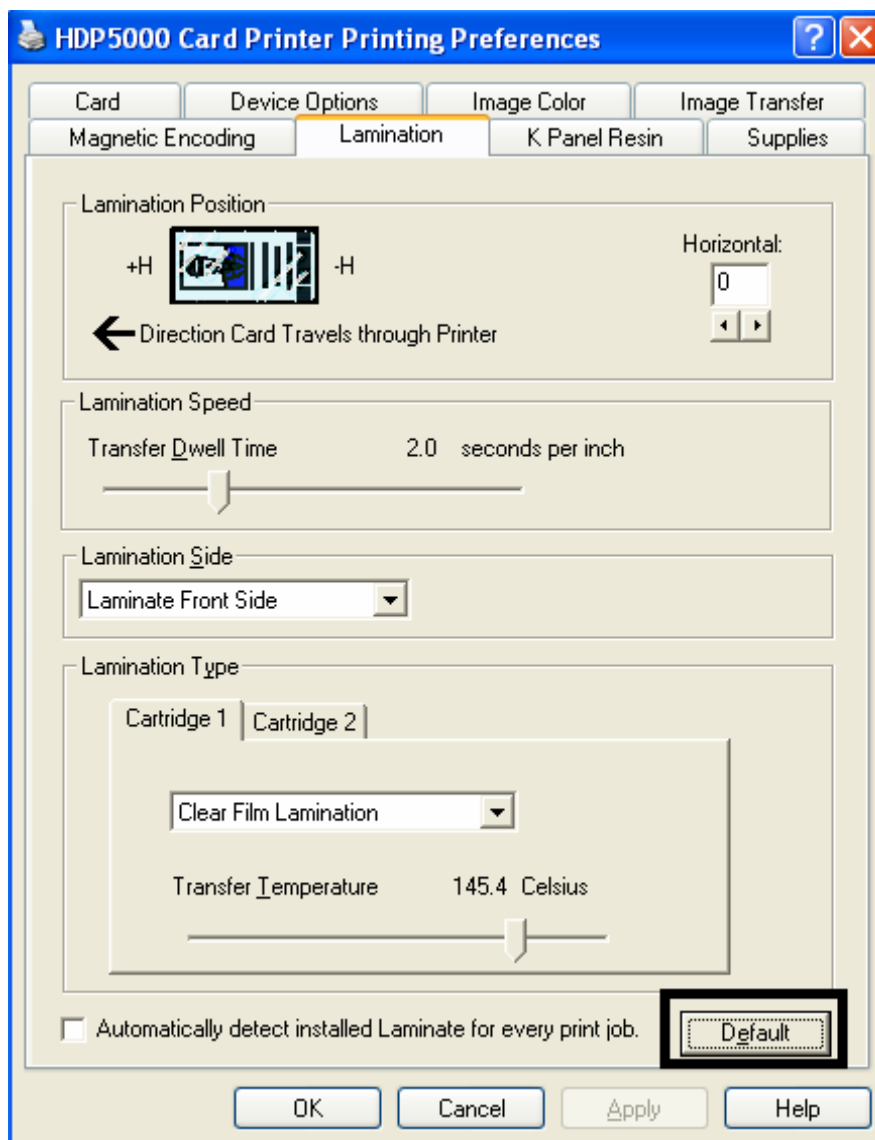 HDP5000 Card Printer Printing Preferences
Card Device Options Image Color Image Transfer
Magnetic Encoding Lamination K Panel Resin Supplies
Lamination Position
+H -H
Horizontal:
0
Direction Card Travels through Printer
Lamination Speed
Transfer Dwell Time 2.0 seconds per inch
Lamination Side
Laminate Front Side
Lamination Type
Cartridge 1 Cartridge 2
Clear Film Lamination
Transfer Temperature 145.4 Celsius
Automatically detect installed Laminate for every print job.
Default
OK Cancel Apply Help